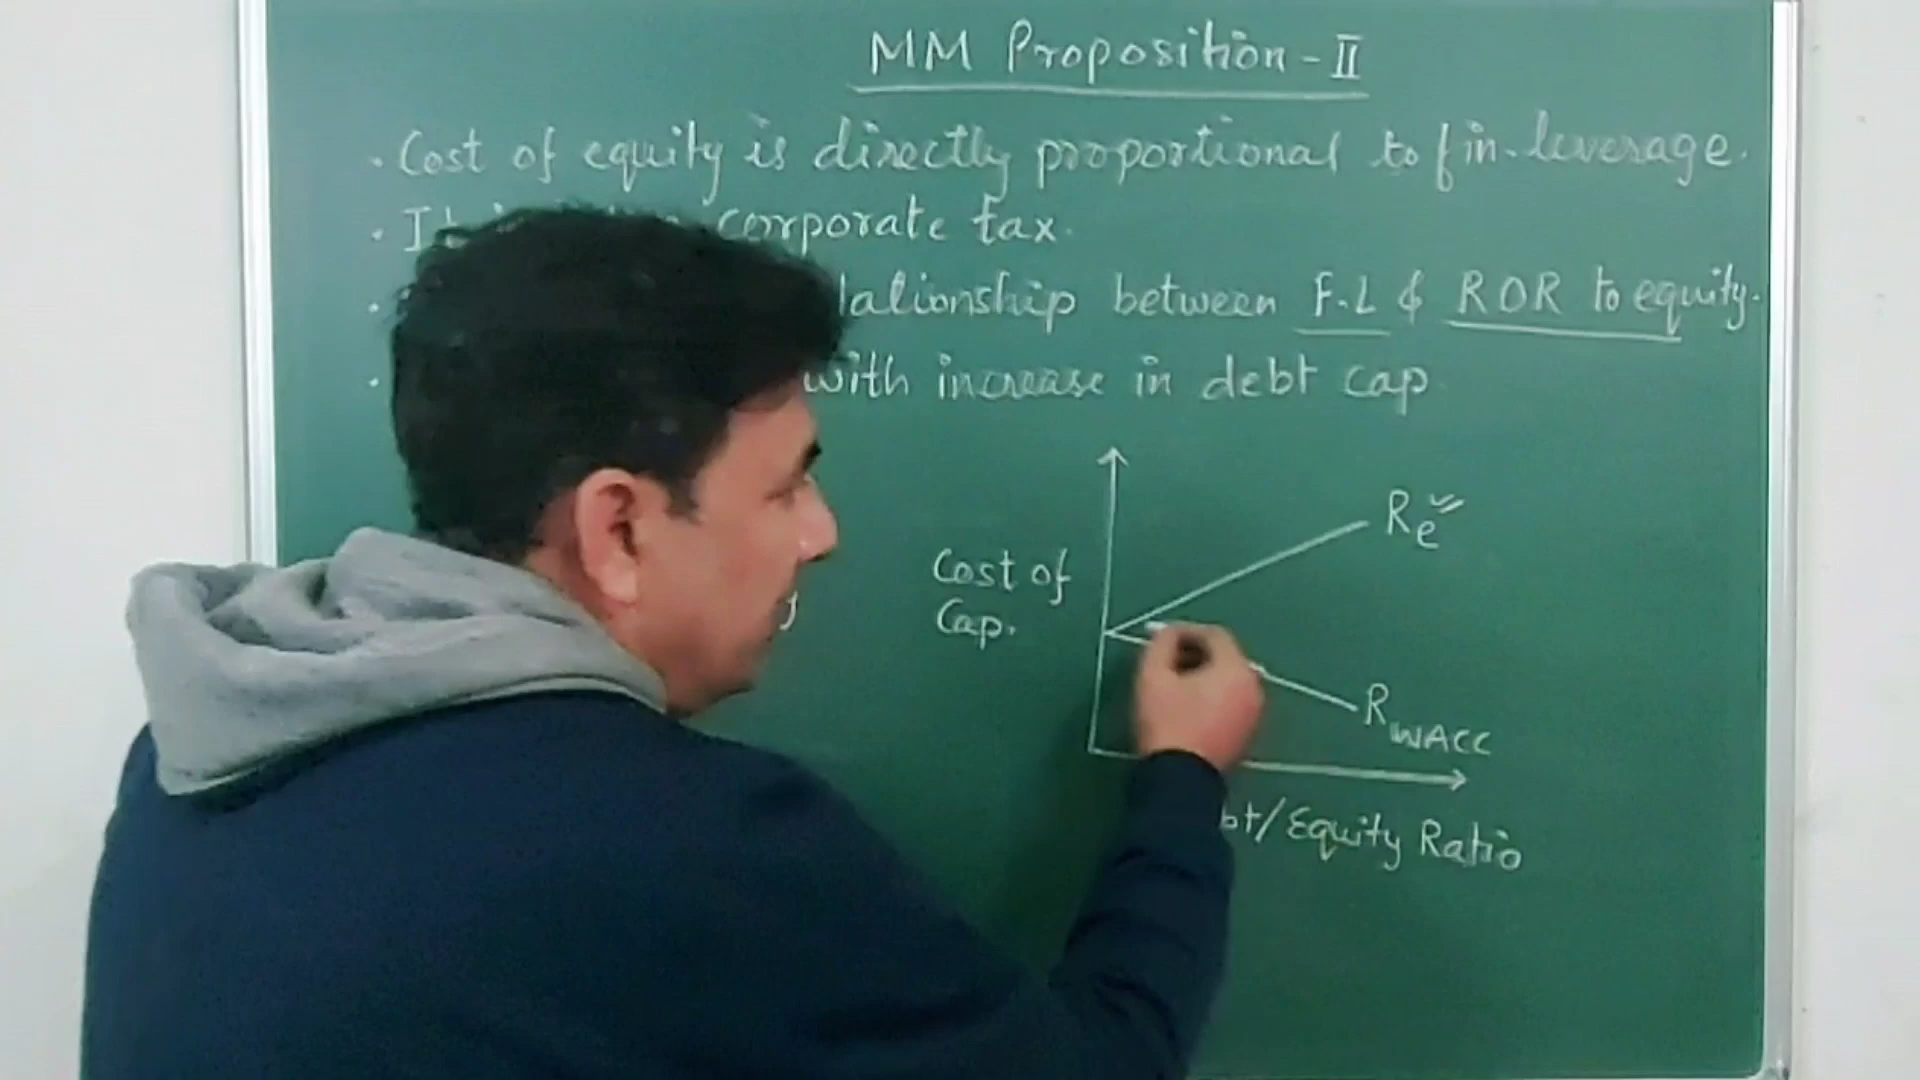 MM Proposition - II
• Cost of equity is directly proportional to fin. leverage.
• It corporate tax.
• between F.L & ROR to equity.
• with increase in debt cap
Re
Cost of
Cap.
RWACC
Equity Ratio